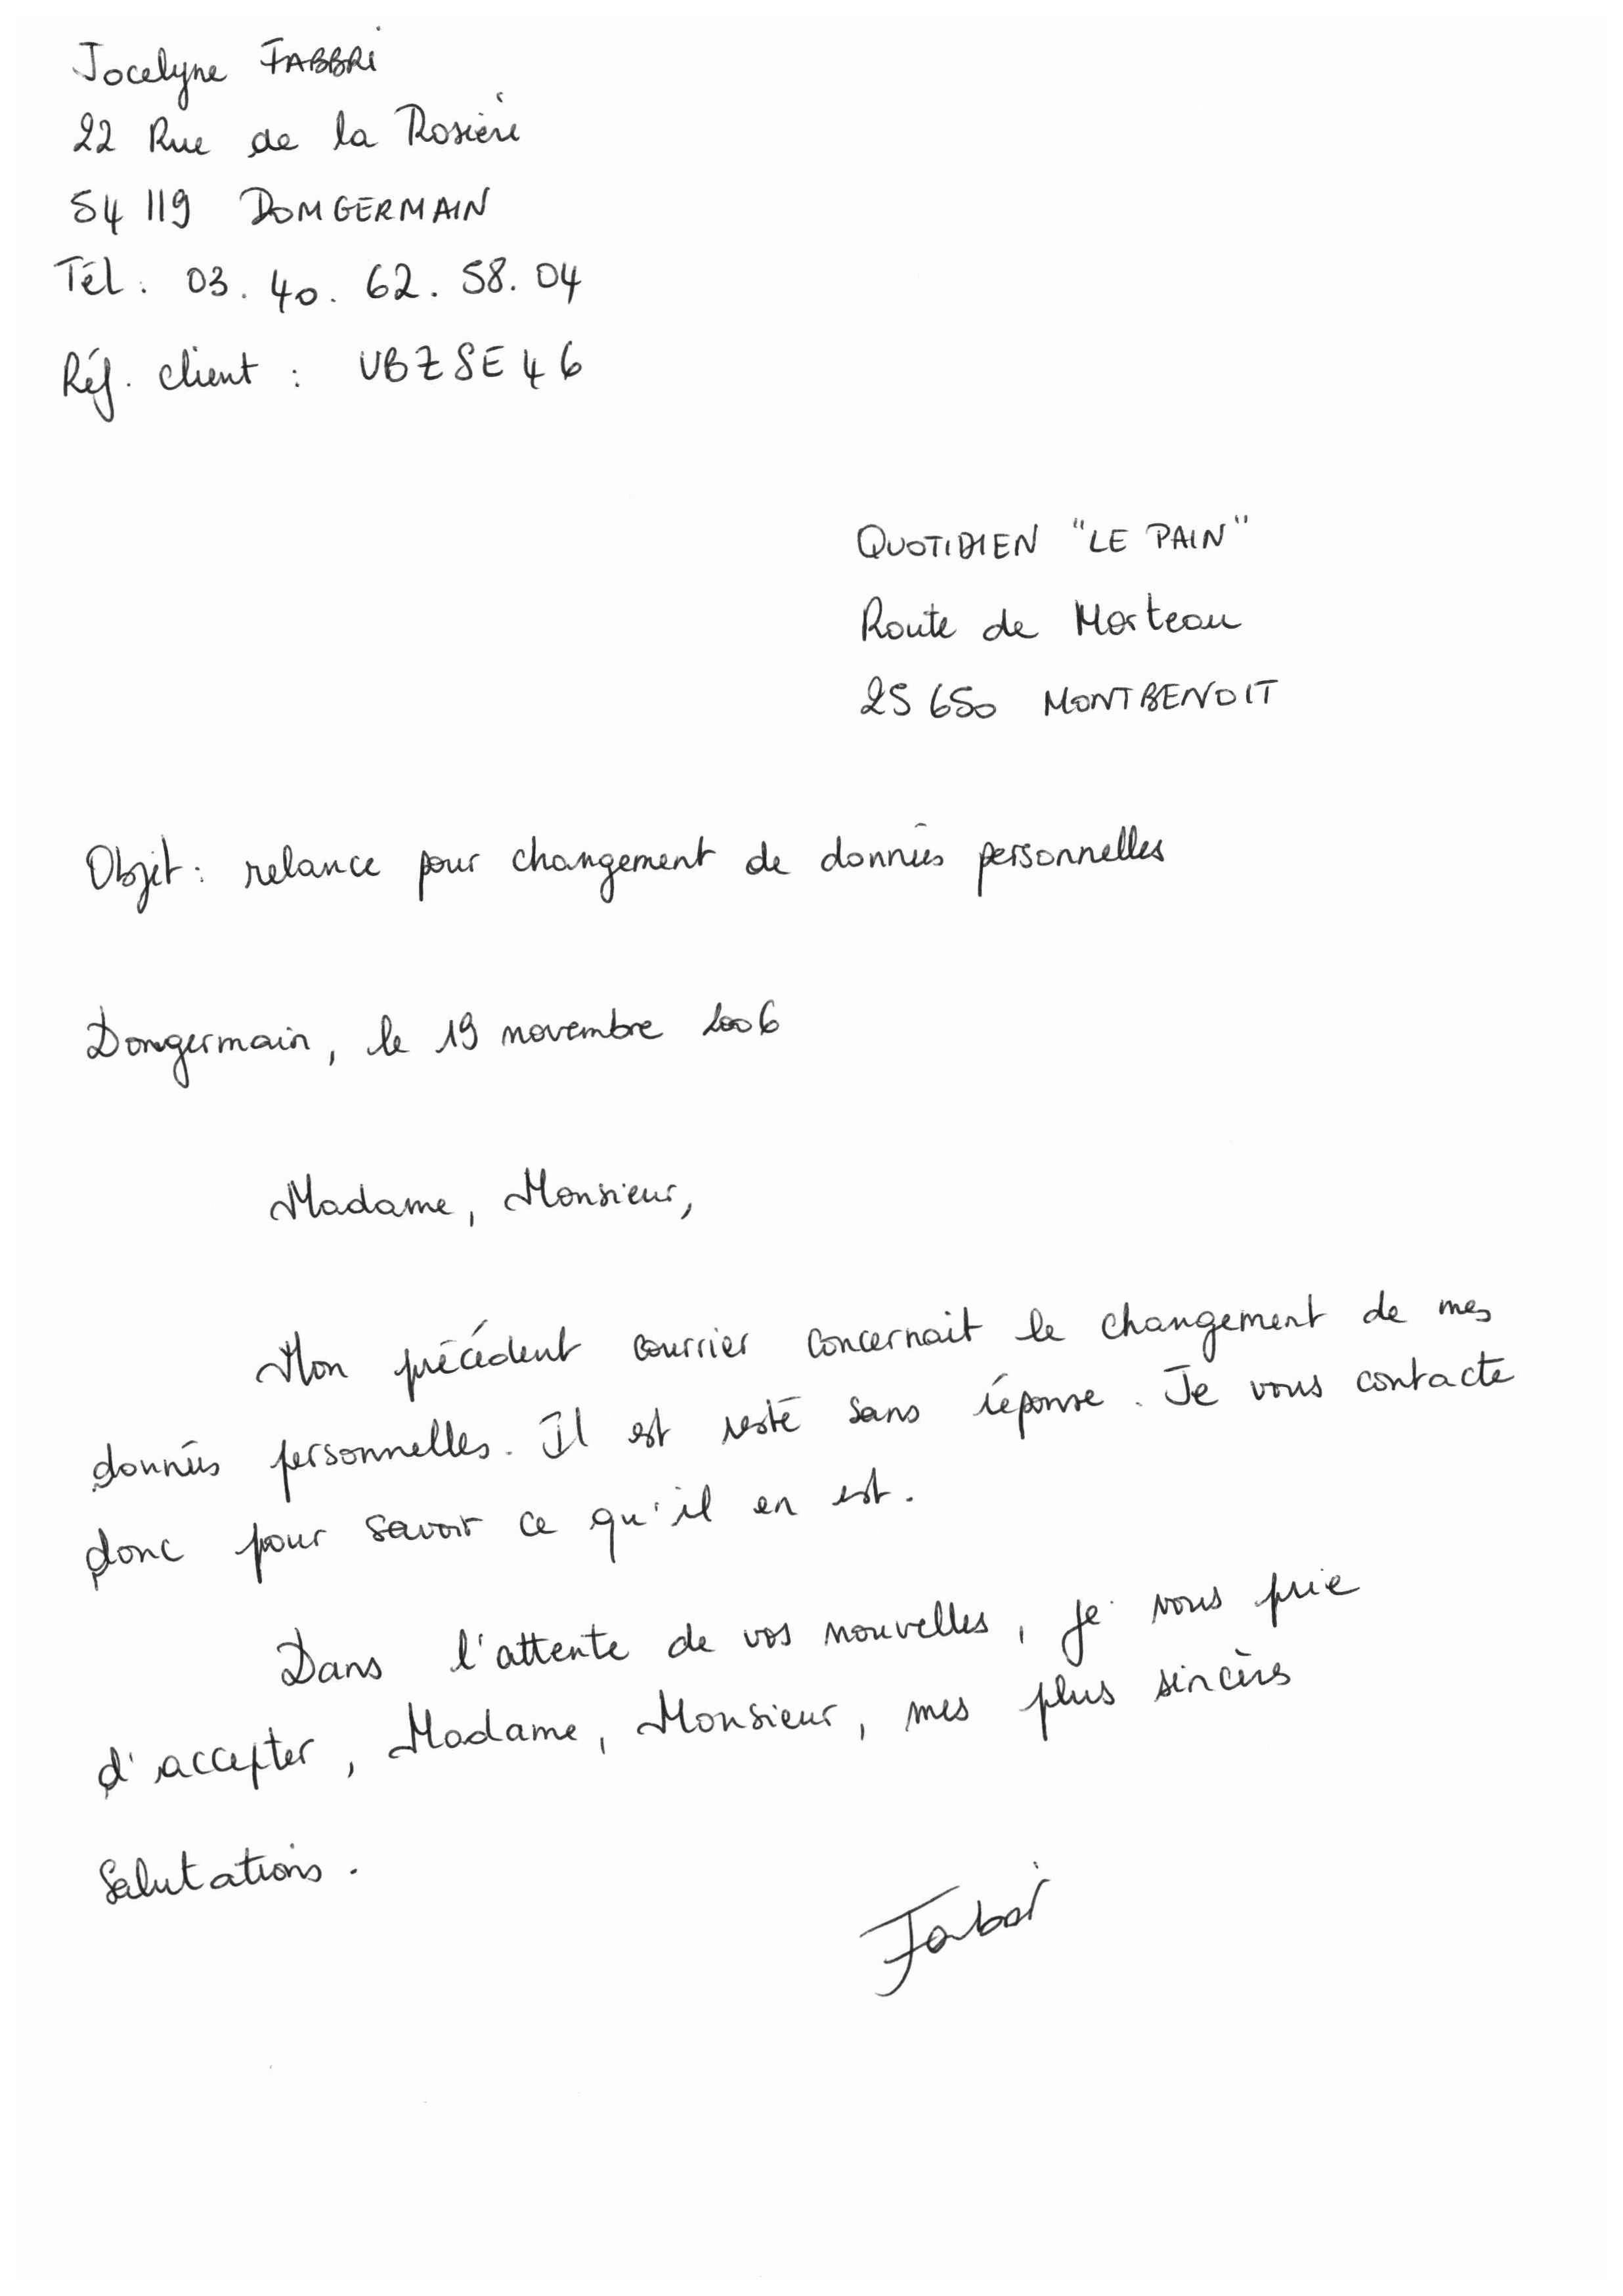 Jocelyne FABBRI
22 Rue de la Rosière
54 119 DOMGERMAIN
Tél : 03. 40. 62. 58. 04
Réf. client : VBZSE46
QUOTIDIEN "LE PAIN"
Route de Morteau
25 650 MONTBENOIT
Objet : relance pour changement de données personnelles
Domgermain, le 19 novembre 2006
Madame, Monsieur,
Mon précédent courrier concernait le changement de mes
données personnelles. Il est resté sans réponse. Je vous contacte
donc pour savoir ce qu'il en est.
Dans l'attente de vos nouvelles, je vous prie
d'accepter, Madame, Monsieur, mes plus sincères
salutations.
Fabbri